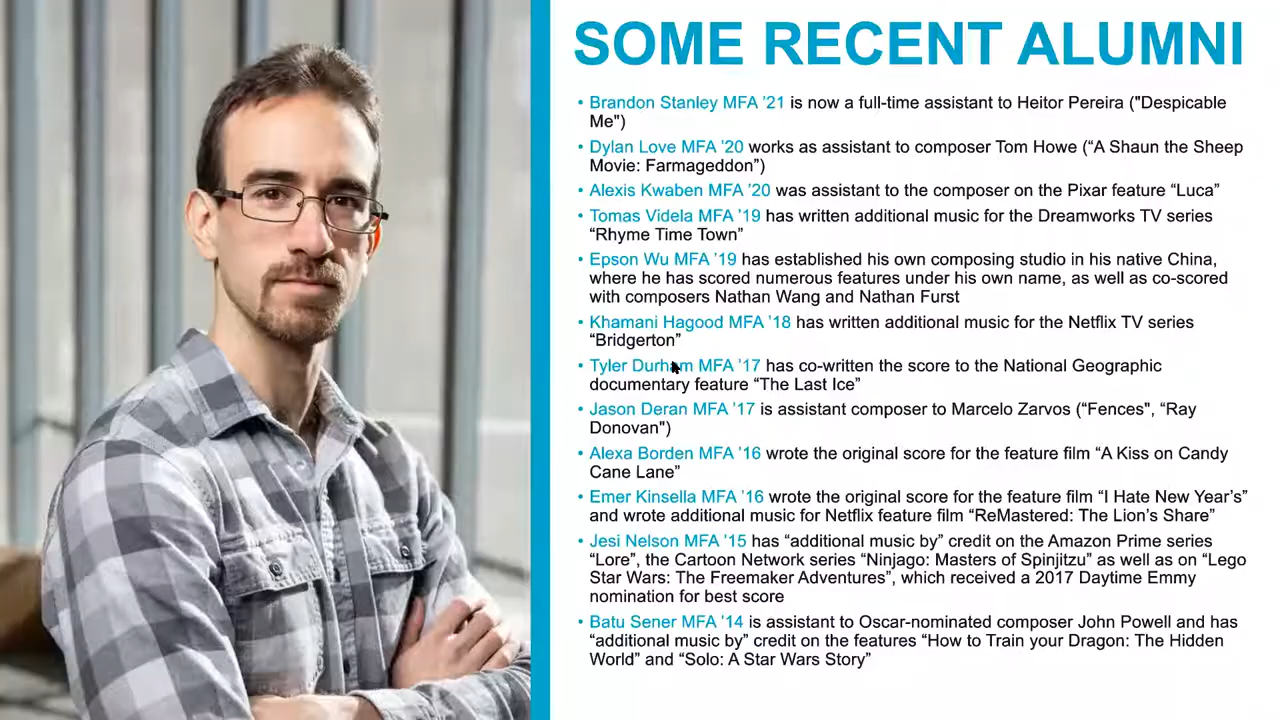 SOME RECENT ALUMNI
• Brandon Stanley MFA ’21 is now a full-time assistant to Heitor Pereira ("Despicable
Me")
• Dylan Love MFA ’20 works as assistant to composer Tom Howe (“A Shaun the Sheep
Movie: Farmageddon”)
• Alexis Kwaben MFA ’20 was assistant to the composer on the Pixar feature “Luca”
• Tomas Videla MFA ’19 has written additional music for the Dreamworks TV series
“Rhyme Time Town”
• Epson Wu MFA ’19 has established his own composing studio in his native China,
where he has scored numerous features under his own name, as well as co-scored
with composers Nathan Wang and Nathan Furst
• Khamani Hagood MFA ’18 has written additional music for the Netflix TV series
“Bridgerton”
• Tyler Durham MFA ’17 has co-written the score to the National Geographic
documentary feature “The Last Ice”
• Jason Deran MFA ’17 is assistant composer to Marcelo Zarvos (“Fences”, “Ray
Donovan")
• Alexa Borden MFA ’16 wrote the original score for the feature film “A Kiss on Candy
Cane Lane”
• Emer Kinsella MFA ’16 wrote the original score for the feature film “I Hate New Year’s”
and wrote additional music for Netflix feature film “ReMastered: The Lion’s Share”
• Jesi Nelson MFA ’15 has “additional music by” credit on the Amazon Prime series
“Lore”, the Cartoon Network series “Ninjago: Masters of Spinjitzu” as well as on “Lego
Star Wars: The Freemaker Adventures”, which received a 2017 Daytime Emmy
nomination for best score
• Batu Sener MFA ’14 is assistant to Oscar-nominated composer John Powell and has
“additional music by” credit on the features “How to Train your Dragon: The Hidden
World” and “Solo: A Star Wars Story”